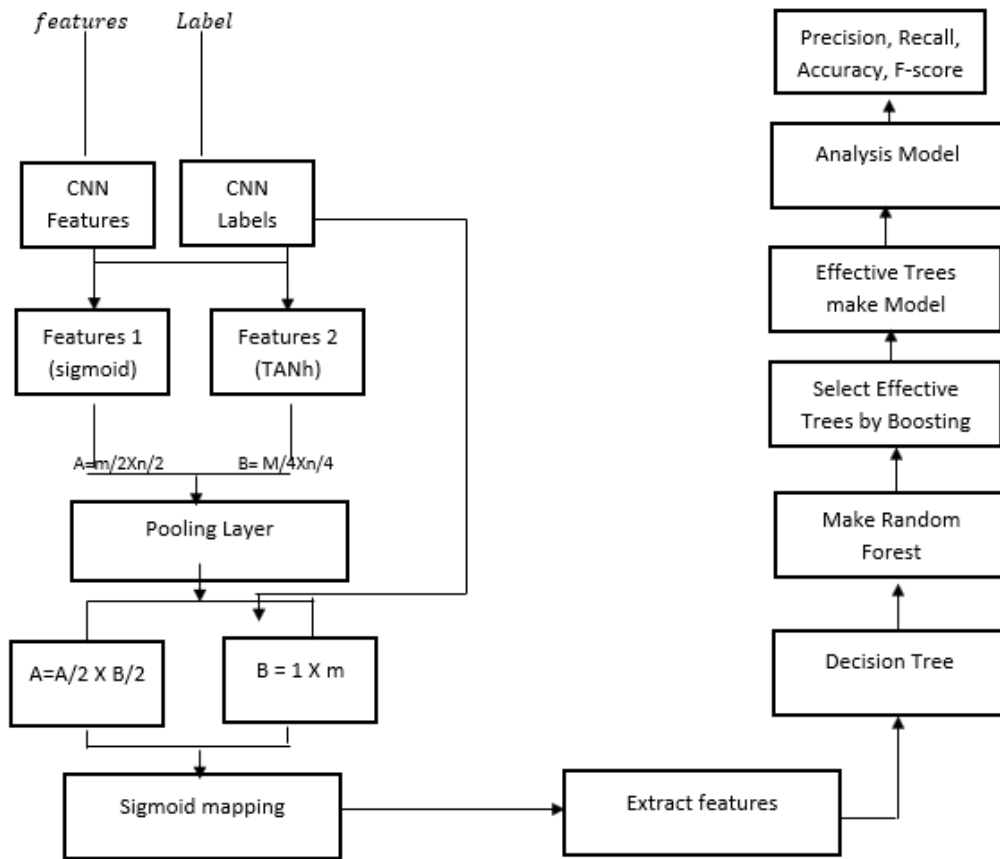 features
Label
CNN
Features
CNN
Labels
Features 1
(sigmoid)
Features 2
(TANh)
A=m/2Xn/2
B= M/4Xn/4
Pooling Layer
A=A/2 X B/2
B = 1 X m
Sigmoid mapping
Extract features
Decision Tree
Make Random
Forest
Select Effective
Trees by Boosting
Effective Trees
make Model
Analysis Model
Precision, Recall,
Accuracy, F-score